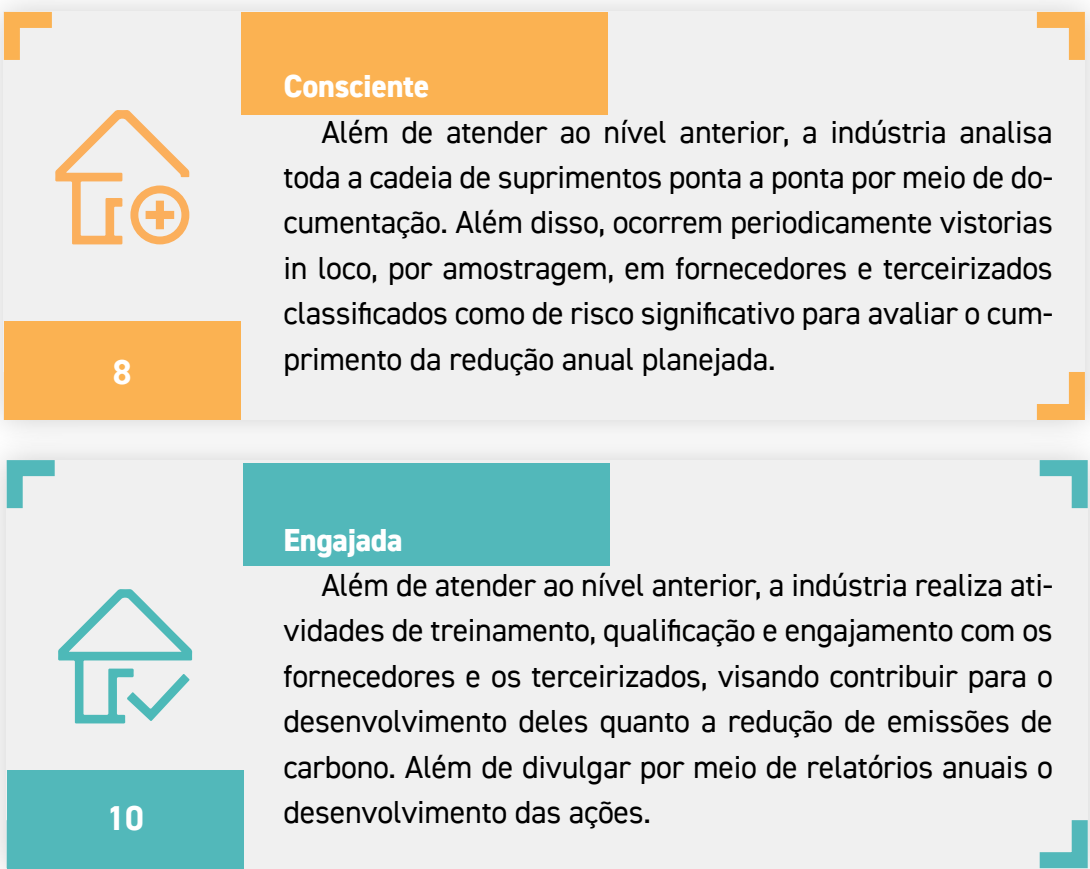 Consciente
Além de atender ao nível anterior, a indústria analisa
toda a cadeia de suprimentos ponta a ponta por meio de do-
cumentação. Além disso, ocorrem periodicamente vistorias
in loco, por amostragem, em fornecedores e terceirizados
classificados como de risco significativo para avaliar o cum-
primento da redução anual planejada.
8
Engajada
Além de atender ao nível anterior, a indústria realiza ati-
vidades de treinamento, qualificação e engajamento com os
fornecedores e os terceirizados, visando contribuir para o
desenvolvimento deles quanto a redução de emissões de
carbono. Além de divulgar por meio de relatórios anuais o
desenvolvimento das ações.
10